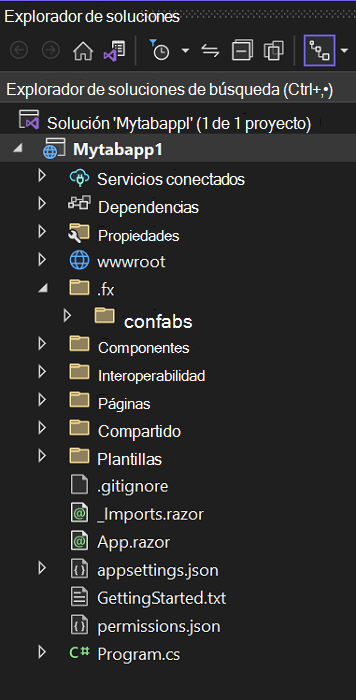 Explorador de soluciones
Explorador de soluciones de búsqueda (Ctrl+,•)
Solución 'Mytabappl' (1 de 1 proyecto)
Mytabapp1
Servicios conectados
Dependencias
Propiedades
wwwroot
.fx
confabs
Componentes
Interoperabilidad
Páginas
Compartido
Plantillas
.gitignore
_Imports.razor
App.razor
appsettings.json
GettingStarted.txt
permissions.json
C# Program.cs